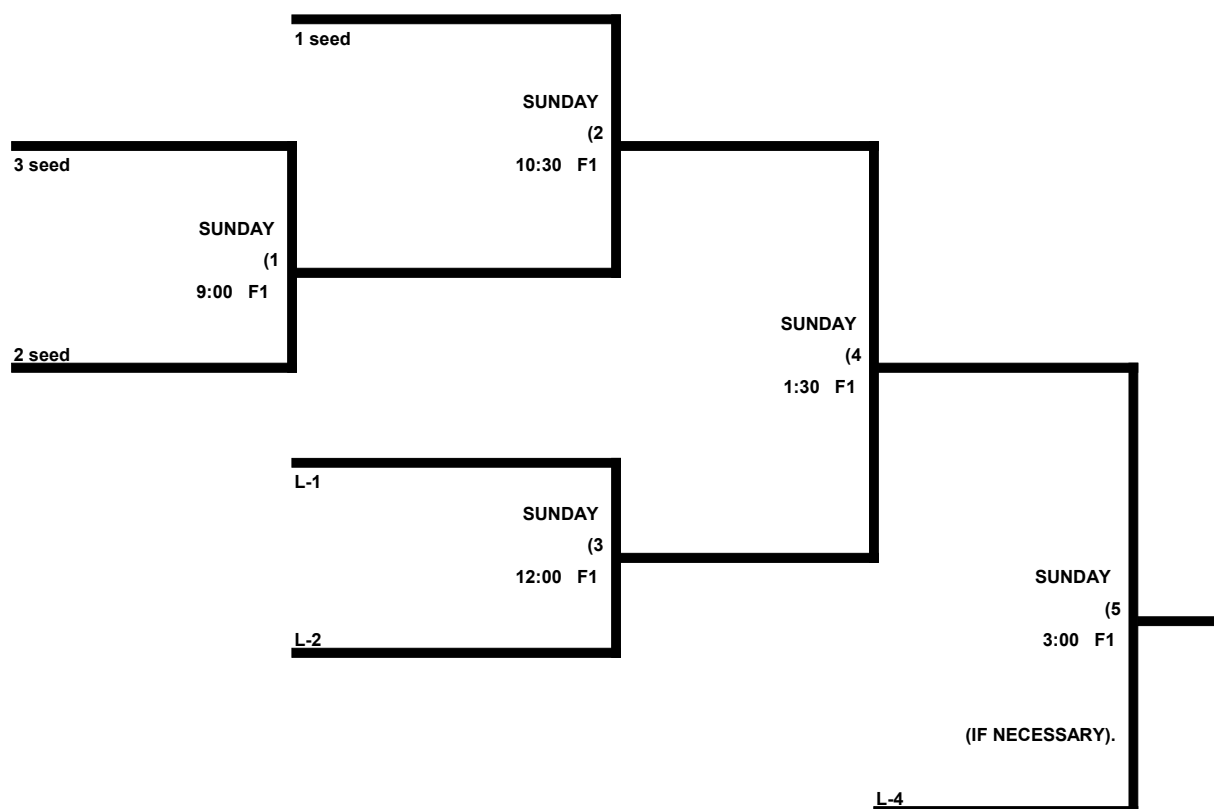 1 seed
SUNDAY
(2
10:30 F1
3 seed
SUNDAY
(1
9:00 F1
2 seed
SUNDAY
(4
1:30 F1
L-1
SUNDAY
(3
12:00 F1
L-2
SUNDAY
(5
3:00 F1
(IF NECESSARY).
L-4